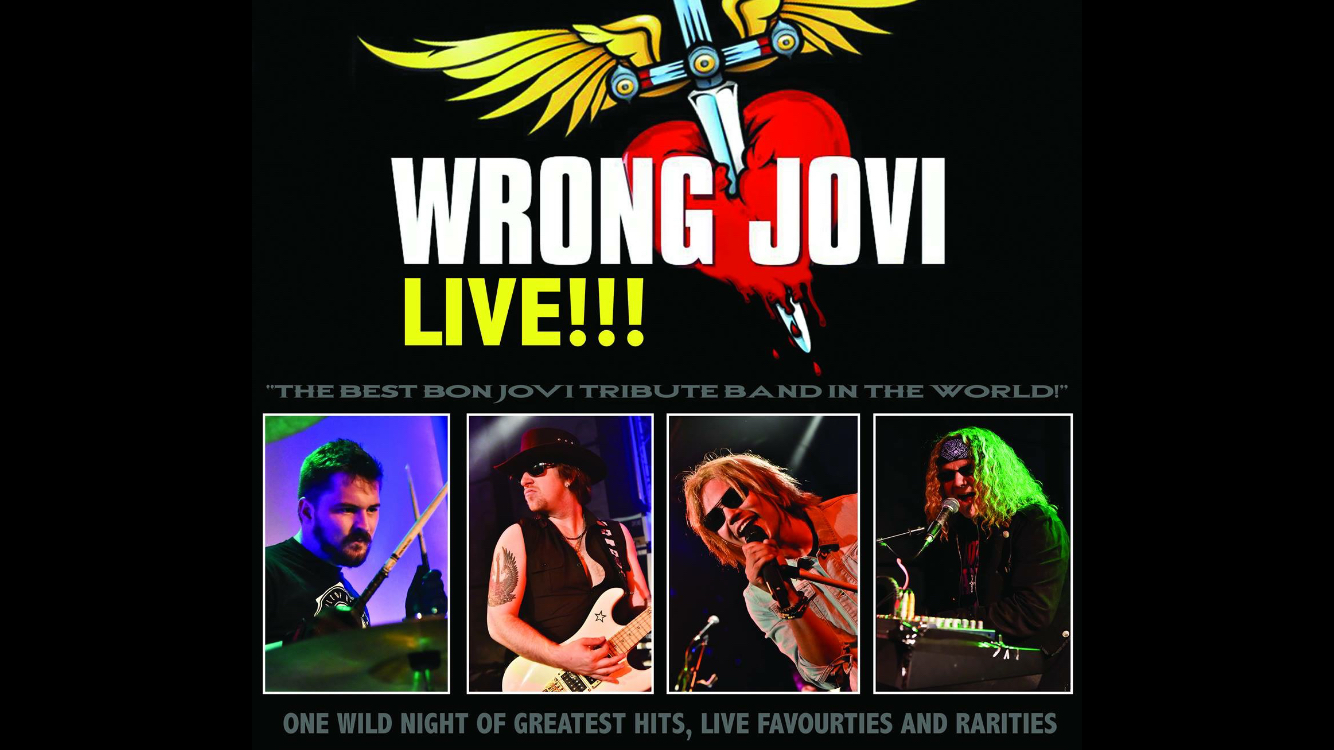 WRONG JOVI
LIVE!!!
"THE BEST BON JOVI TRIBUTE BAND IN THE WORLD!"
ONE WILD NIGHT OF GREATEST HITS, LIVE FAVOURTIES AND RARITIES